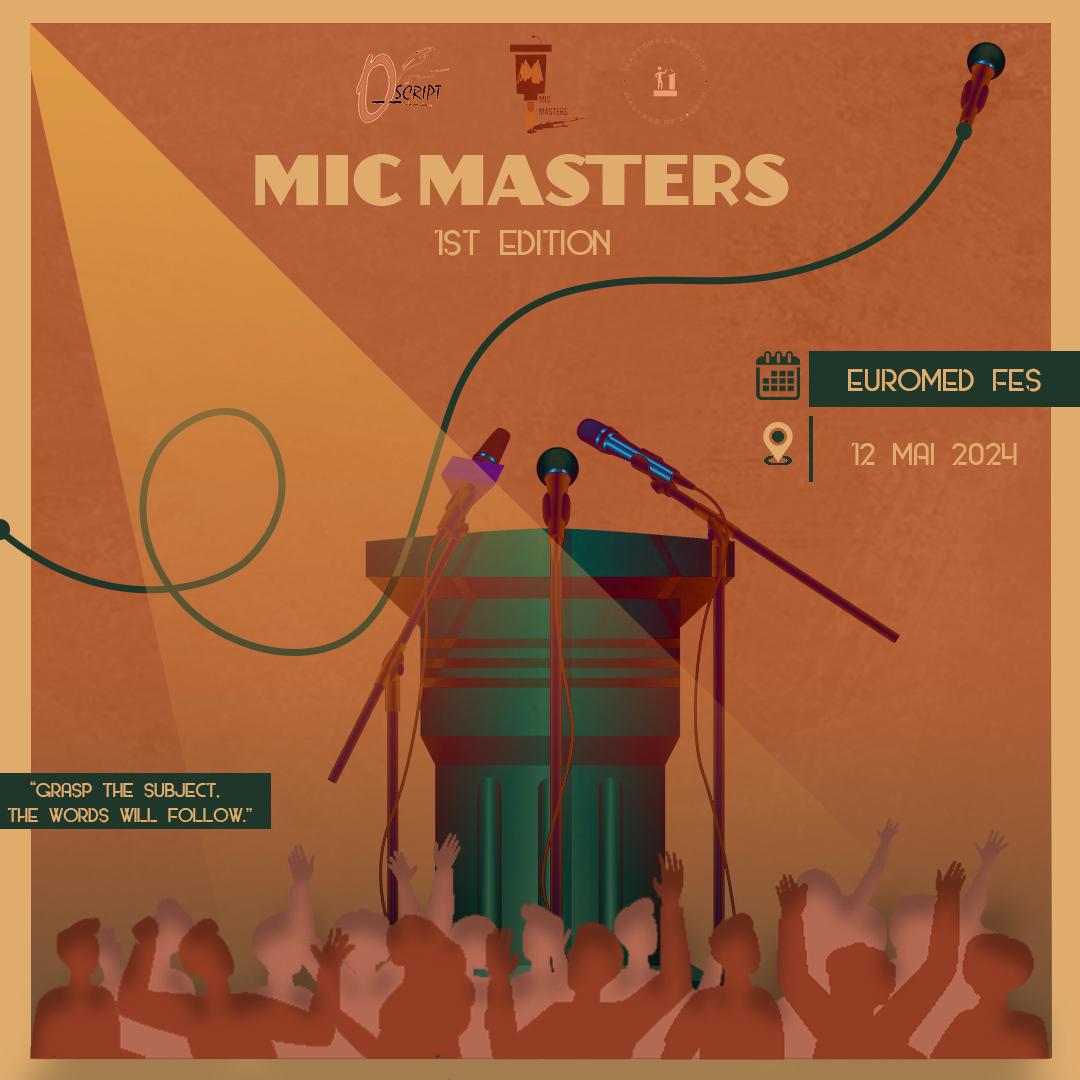 SCRIPT
MIC
MASTERS
MIC MASTERS
1ST EDITION
EUROMED FES
12 MAI 2024
“GRASP THE SUBJECT,
THE WORDS WILL FOLLOW.”